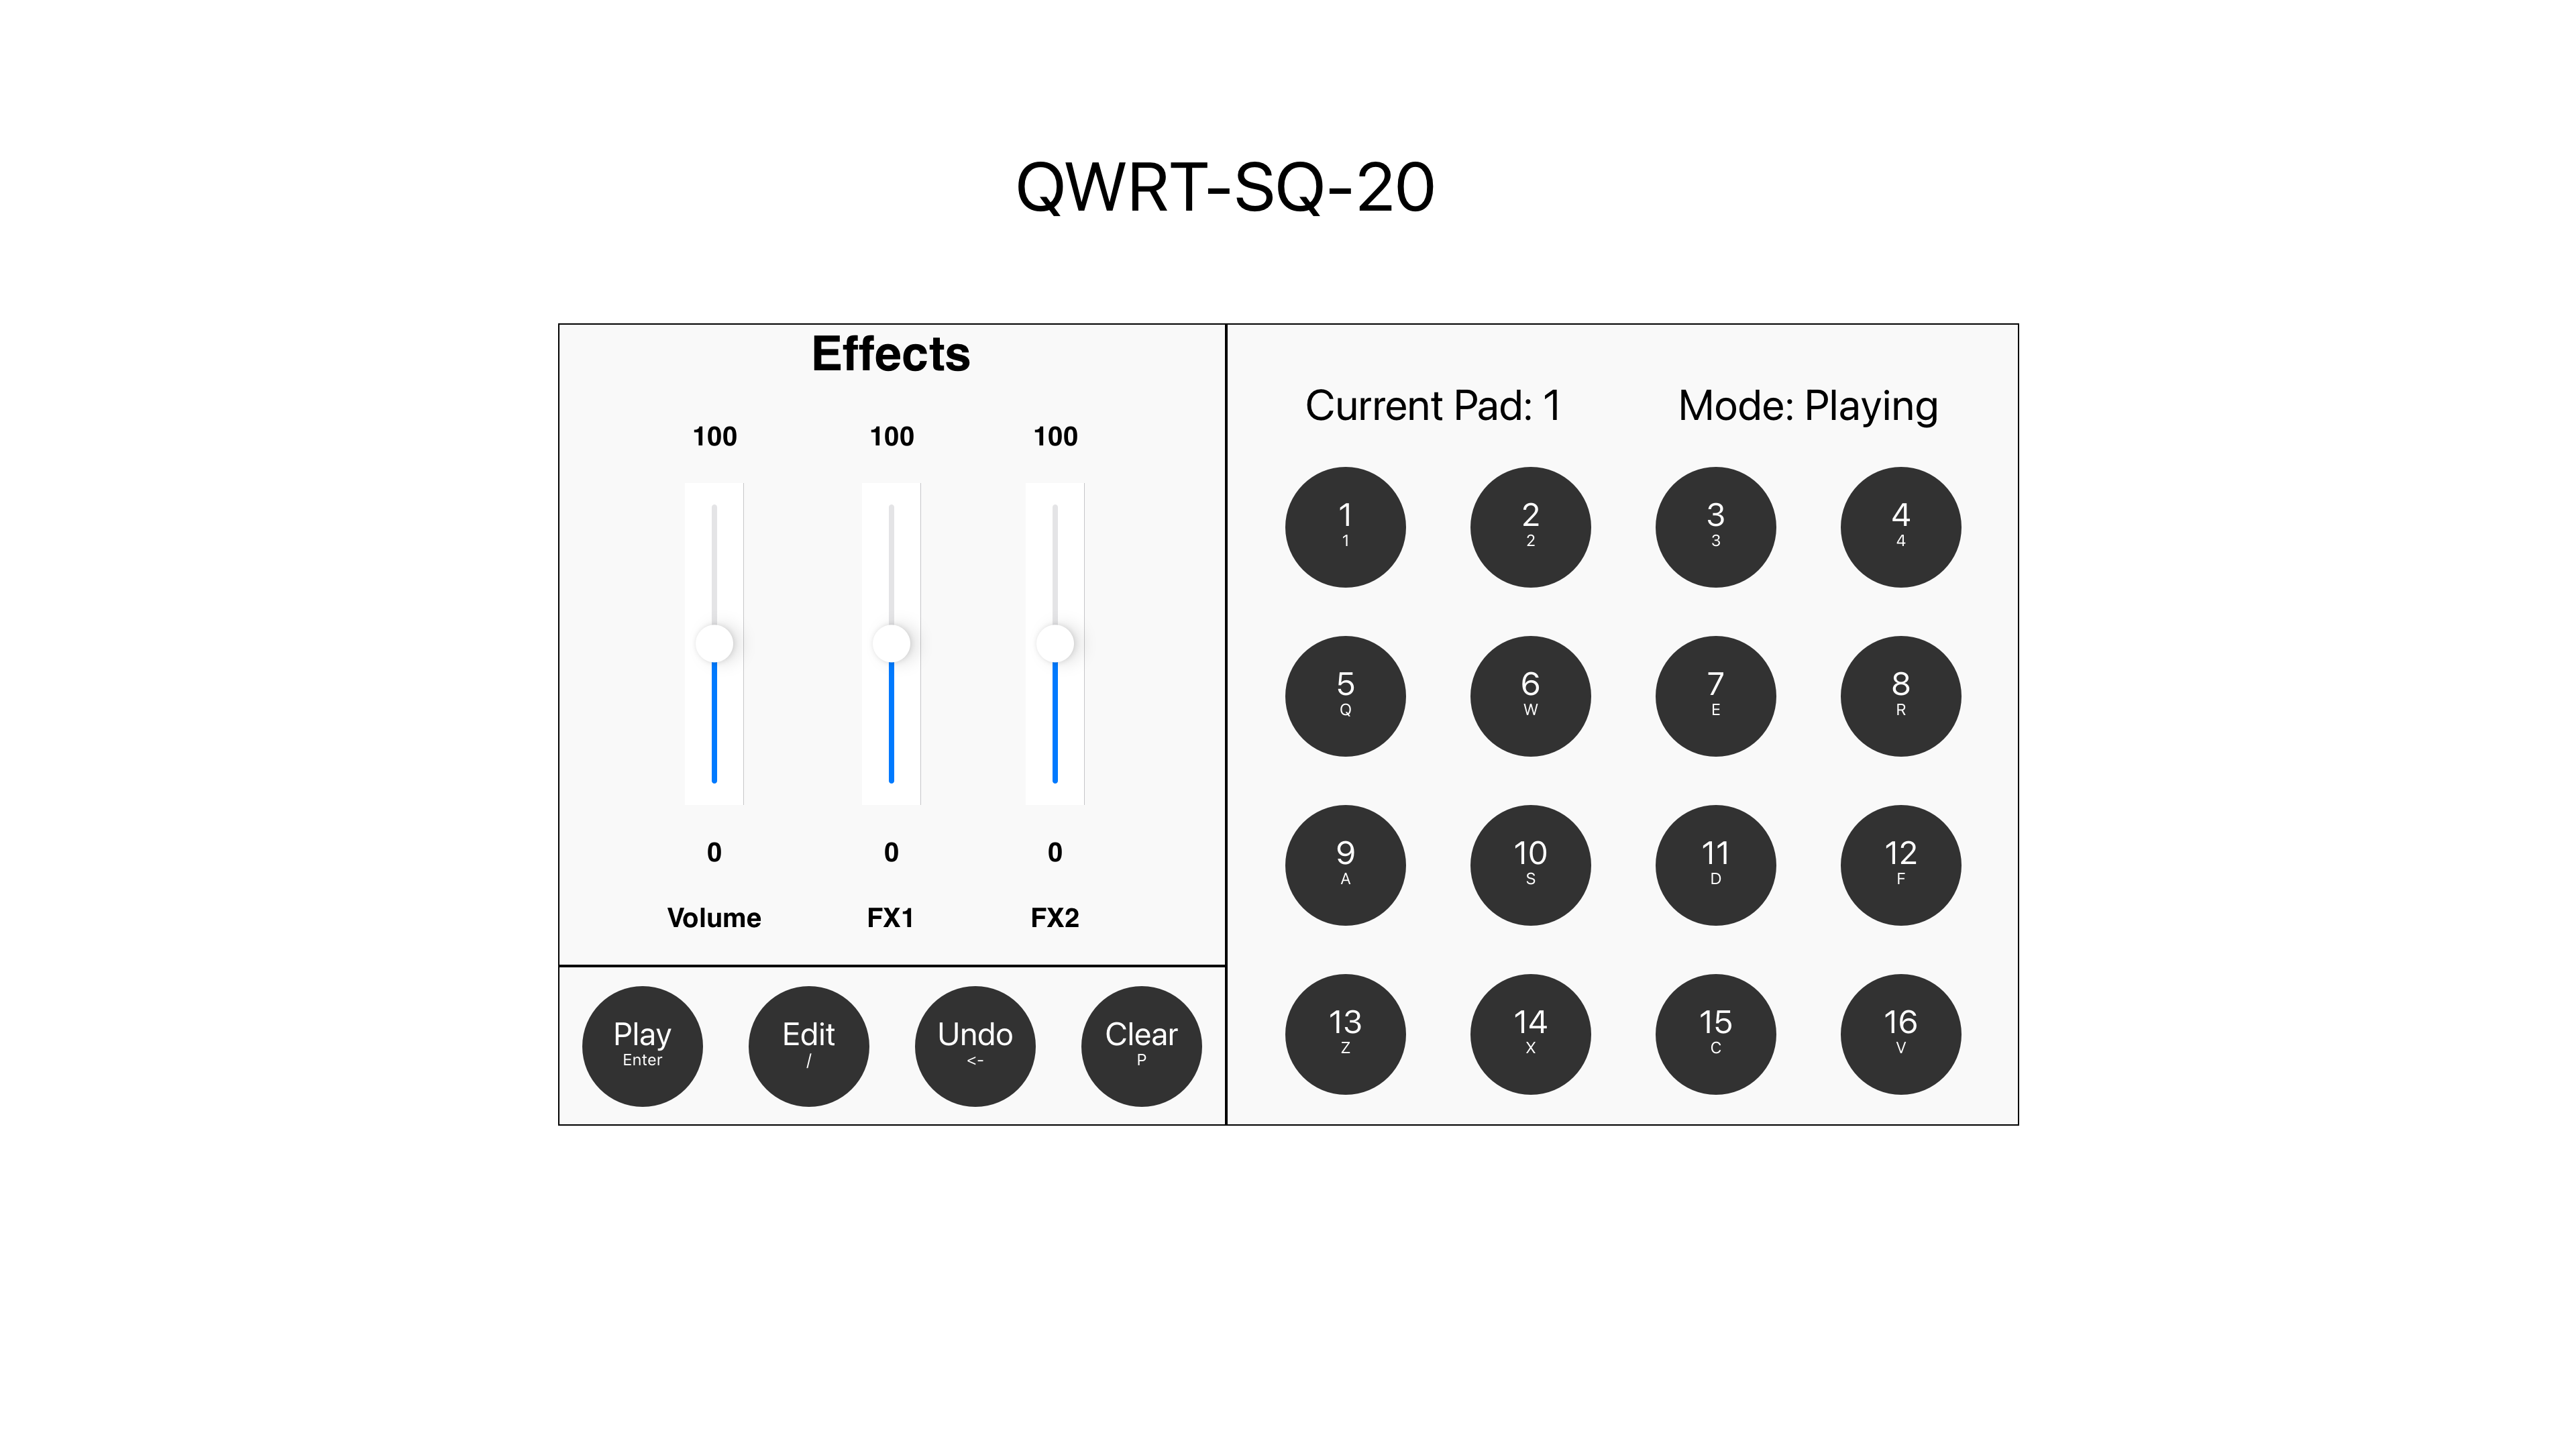 QWRT-SQ-20
Effects
100 100 100
0 0 0
Volume FX1 FX2
Play Edit Undo Clear
Enter / <- P
Current Pad: 1 Mode: Playing
1 2 3 4
1 2 3 4
5 6 7 8
Q W E R
9 10 11 12
A S D F
13 14 15 16
Z X C V